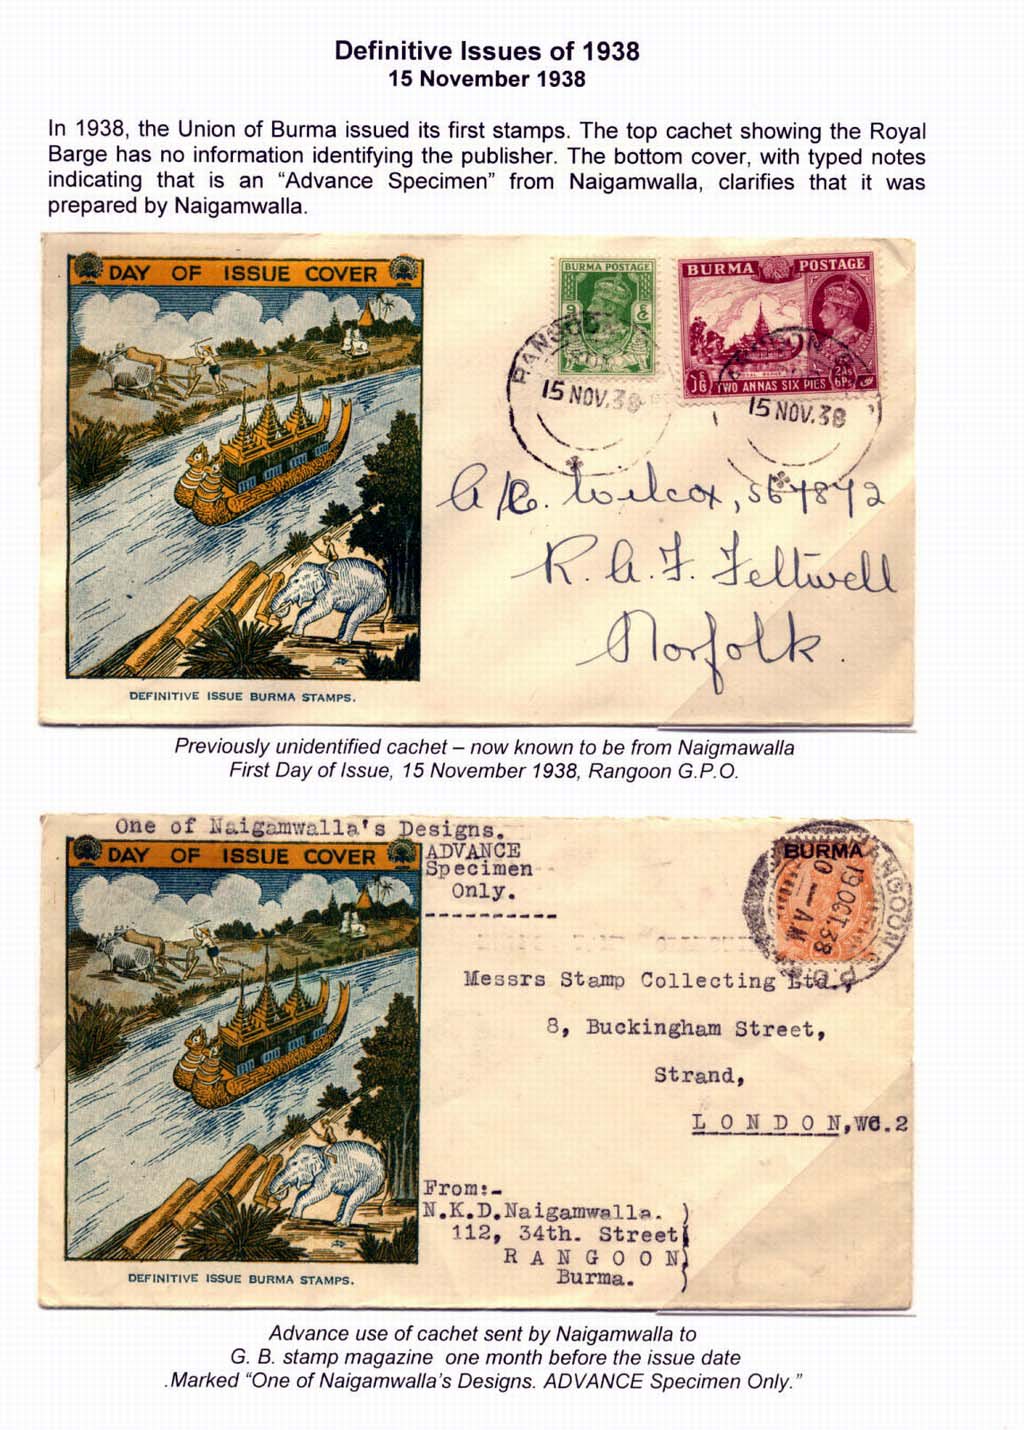 Definitive Issues of 1938
15 November 1938
In 1938, the Union of Burma issued its first stamps. The top cachet showing the Royal
Barge has no information identifying the publisher. The bottom cover, with typed notes
indicating that is an “Advance Specimen” from Naigamwalla, clarifies that it was
prepared by Naigamwalla.
DAY OF ISSUE COVER
BURMA POSTAGE
BURMA POSTAGE
TWO ANNAS SIX PIES
2As 6Ps
RANGOON
15 NOV. 38
15 NOV. 38
A/C. Wilcox, 567872
R. A. F. Feltwell
Norfolk.
DEFINITIVE ISSUE BURMA STAMPS.
Previously unidentified cachet – now known to be from Naigmawalla
First Day of Issue, 15 November 1938, Rangoon G.P.O.
One of Naigamwalla's Designs.
DAY OF ISSUE COVER
ADVANCE
Specimen
Only.
BURMA
RANGOON G.P.O.
19 OCT. 38
10 – A M
Messrs Stamp Collecting Ltd.,
8, Buckingham Street,
Strand,
L O N D O N, WC.2
From:-
N.K.D.Naigamwalla.
112, 34th. Street
R A N G O O N
Burma.
DEFINITIVE ISSUE BURMA STAMPS.
Advance use of cachet sent by Naigamwalla to
G. B. stamp magazine one month before the issue date
.Marked “One of Naigamwalla’s Designs. ADVANCE Specimen Only.”